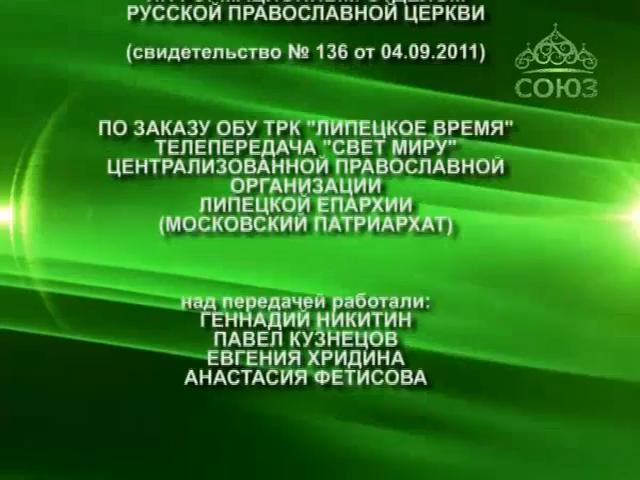 РУССКОЙ ПРАВОСЛАВНОЙ ЦЕРКВИ
(свидетельство № 136 от 04.09.2011)
СОЮЗ
ПО ЗАКАЗУ ОБУ ТРК "ЛИПЕЦКОЕ ВРЕМЯ"
ТЕЛЕПЕРЕДАЧА "СВЕТ МИРУ"
ЦЕНТРАЛИЗОВАННОЙ ПРАВОСЛАВНОЙ
ОРГАНИЗАЦИИ
ЛИПЕЦКОЙ ЕПАРХИИ
(МОСКОВСКИЙ ПАТРИАРХАТ)
над передачей работали:
ГЕННАДИЙ НИКИТИН
ПАВЕЛ КУЗНЕЦОВ
ЕВГЕНИЯ ХРИДИНА
АНАСТАСИЯ ФЕТИСОВА